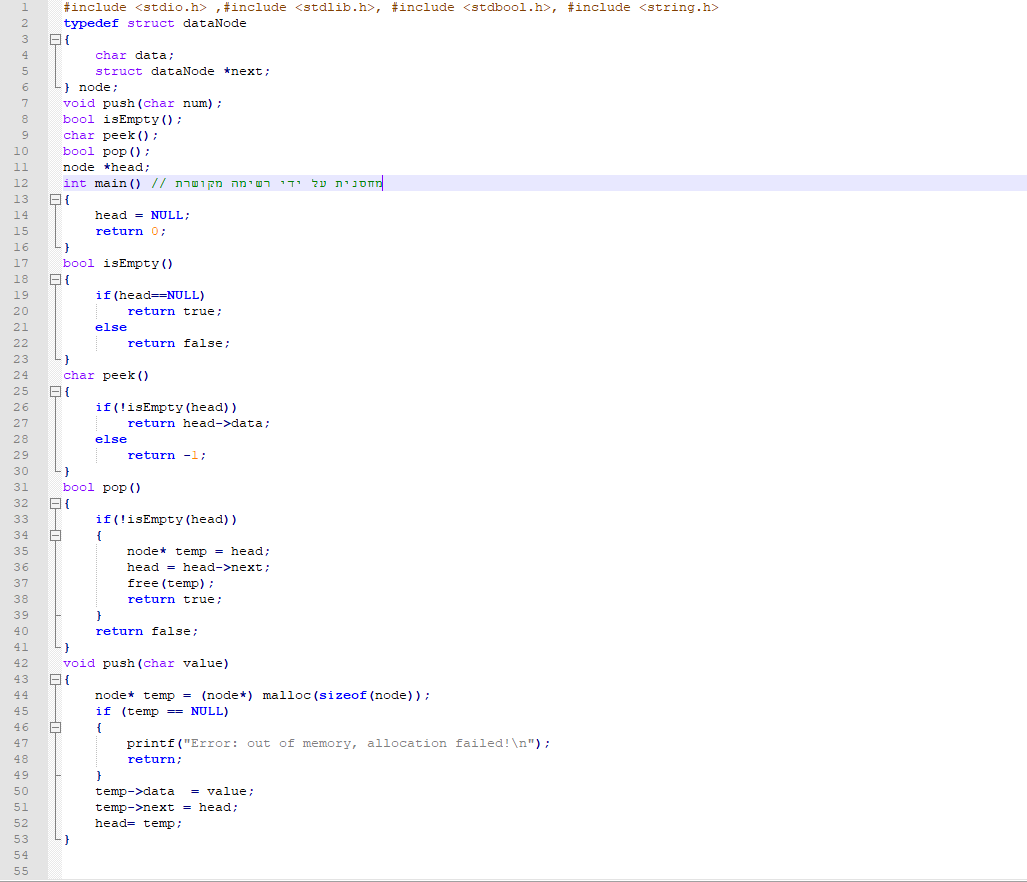 1 #include <stdio.h> ,#include <stdlib.h>, #include <stdbool.h>, #include <string.h>
2 typedef struct dataNode
3 {
4 char data;
5 struct dataNode *next;
6 } node;
7 void push(char num);
8 bool isEmpty();
9 char peek();
10 bool pop();
11 node *head;
12 int main() // מחסנית על ידי רשימה מקושרת
13 {
14 head = NULL;
15 return 0;
16 }
17 bool isEmpty()
18 {
19 if(head==NULL)
20 return true;
21 else
22 return false;
23 }
24 char peek()
25 {
26 if(!isEmpty(head))
27 return head->data;
28 else
29 return -1;
30 }
31 bool pop()
32 {
33 if(!isEmpty(head))
34 {
35 node* temp = head;
36 head = head->next;
37 free(temp);
38 return true;
39 }
40 return false;
41 }
42 void push(char value)
43 {
44 node* temp = (node*) malloc(sizeof(node));
45 if (temp == NULL)
46 {
47 printf("Error: out of memory, allocation failed!\n");
48 return;
49 }
50 temp->data  = value;
51 temp->next = head;
52 head= temp;
53 }
54
55